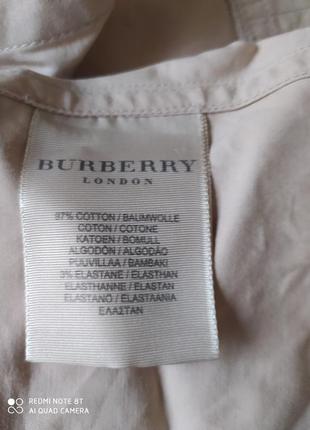 BURBERRY
LONDON
97% COTTON / BAUMWOLLE
COTON / COTONE
KATOEN / BOMULL
ALGODÓN / ALGODÃO
PUUVILLAA / BAMBAKI
3% ELASTANE / ELASTHAN
ELASTHANNE / ELASTAN
ELASTANO / ELASTAANIA
ΕΛΑΣΤΑΝ
REDMI NOTE 8T
AI QUAD CAMERA